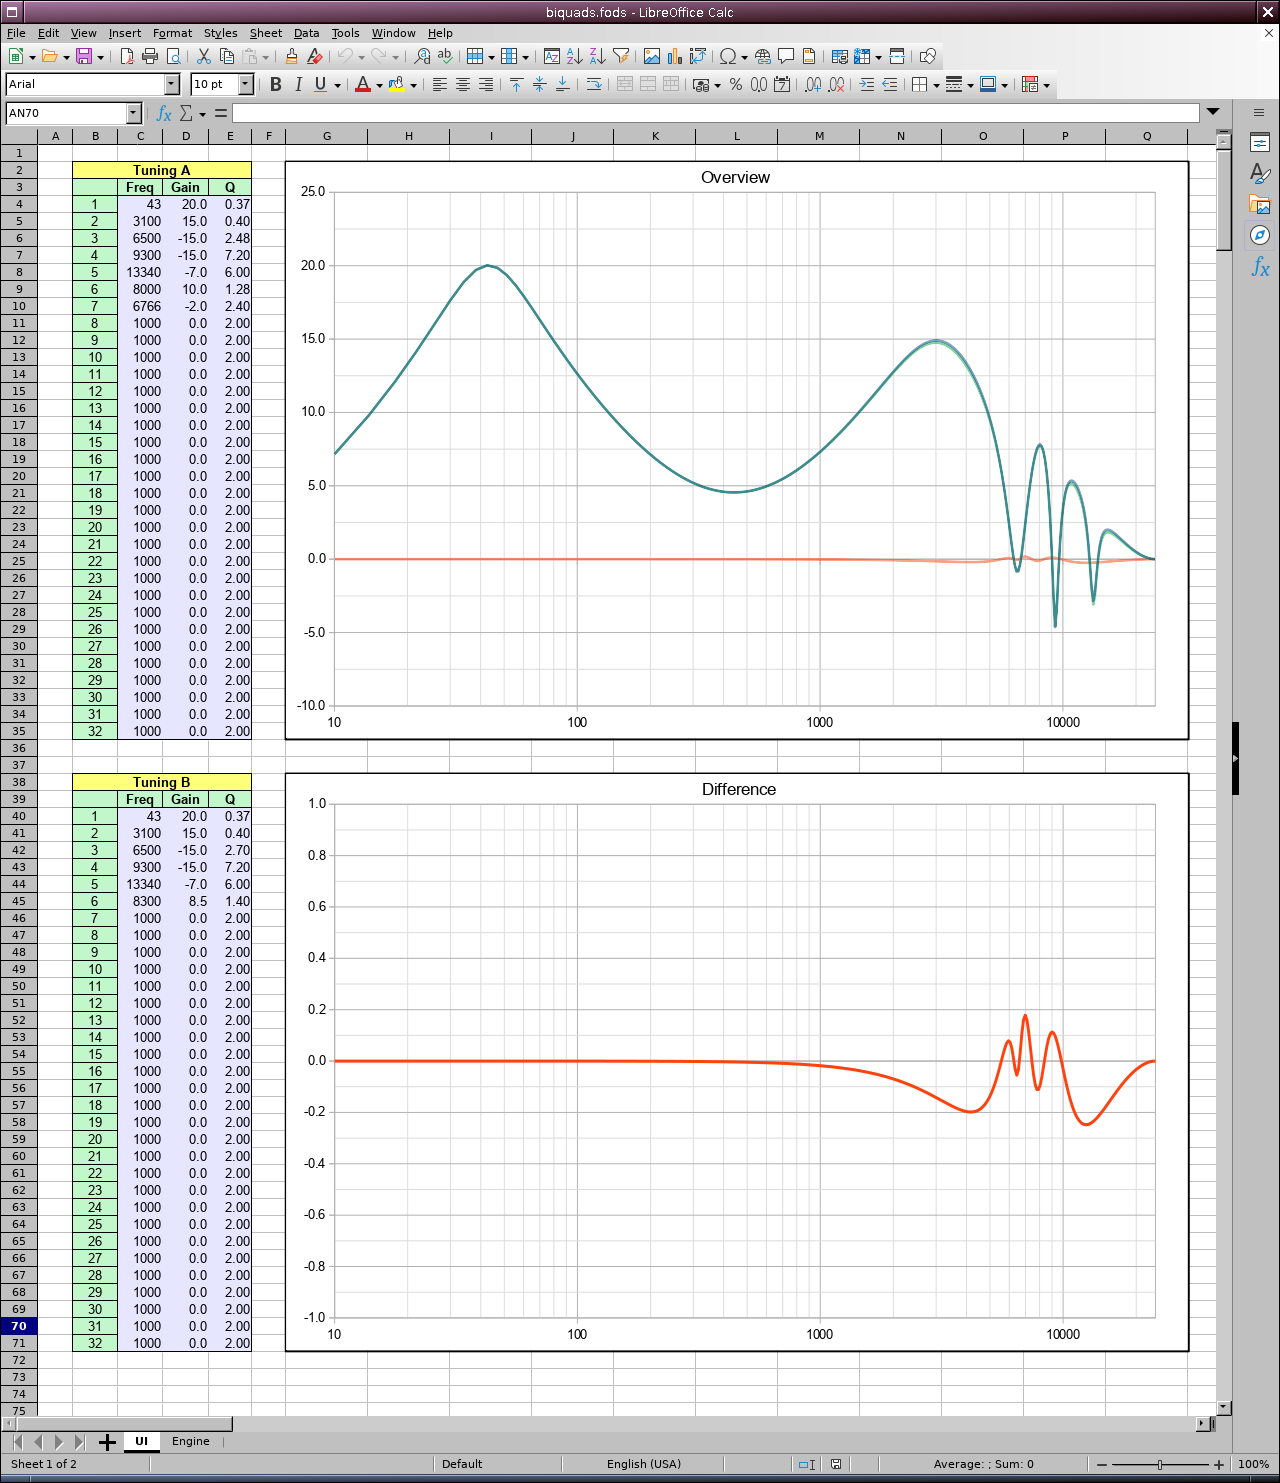 biquads.fods - LibreOffice Calc
File Edit View Insert Format Styles Sheet Data Tools Window Help
Arial 10 pt
AN70
A B C D E F G H I J K L M N O P Q
1
2 Tuning A
3 Freq Gain Q
4 1 43 20.0 0.37
5 2 3100 15.0 0.40
6 3 6500 -15.0 2.48
7 4 9300 -15.0 7.20
8 5 13340 -7.0 6.00
9 6 8000 10.0 1.28
10 7 6766 -2.0 2.40
11 8 1000 0.0 2.00
12 9 1000 0.0 2.00
13 10 1000 0.0 2.00
14 11 1000 0.0 2.00
15 12 1000 0.0 2.00
16 13 1000 0.0 2.00
17 14 1000 0.0 2.00
18 15 1000 0.0 2.00
19 16 1000 0.0 2.00
20 17 1000 0.0 2.00
21 18 1000 0.0 2.00
22 19 1000 0.0 2.00
23 20 1000 0.0 2.00
24 21 1000 0.0 2.00
25 22 1000 0.0 2.00
26 23 1000 0.0 2.00
27 24 1000 0.0 2.00
28 25 1000 0.0 2.00
29 26 1000 0.0 2.00
30 27 1000 0.0 2.00
31 28 1000 0.0 2.00
32 29 1000 0.0 2.00
33 30 1000 0.0 2.00
34 31 1000 0.0 2.00
35 32 1000 0.0 2.00
Overview
25.0
20.0
15.0
10.0
5.0
0.0
-5.0
-10.0
10 100 1000 10000
36
37
38 Tuning B
39 Freq Gain Q
40 1 43 20.0 0.37
41 2 3100 15.0 0.40
42 3 6500 -15.0 2.70
43 4 9300 -15.0 7.20
44 5 13340 -7.0 6.00
45 6 8300 8.5 1.40
46 7 1000 0.0 2.00
47 8 1000 0.0 2.00
48 9 1000 0.0 2.00
49 10 1000 0.0 2.00
50 11 1000 0.0 2.00
51 12 1000 0.0 2.00
52 13 1000 0.0 2.00
53 14 1000 0.0 2.00
54 15 1000 0.0 2.00
55 16 1000 0.0 2.00
56 17 1000 0.0 2.00
57 18 1000 0.0 2.00
58 19 1000 0.0 2.00
59 20 1000 0.0 2.00
60 21 1000 0.0 2.00
61 22 1000 0.0 2.00
62 23 1000 0.0 2.00
63 24 1000 0.0 2.00
64 25 1000 0.0 2.00
65 26 1000 0.0 2.00
66 27 1000 0.0 2.00
67 28 1000 0.0 2.00
68 29 1000 0.0 2.00
69 30 1000 0.0 2.00
70 31 1000 0.0 2.00
71 32 1000 0.0 2.00
Difference
1.0
0.8
0.6
0.4
0.2
0.0
-0.2
-0.4
-0.6
-0.8
-1.0
10 100 1000 10000
72
73
74
75
UI Engine
Sheet 1 of 2 Default English (USA) Average: ; Sum: 0 100%